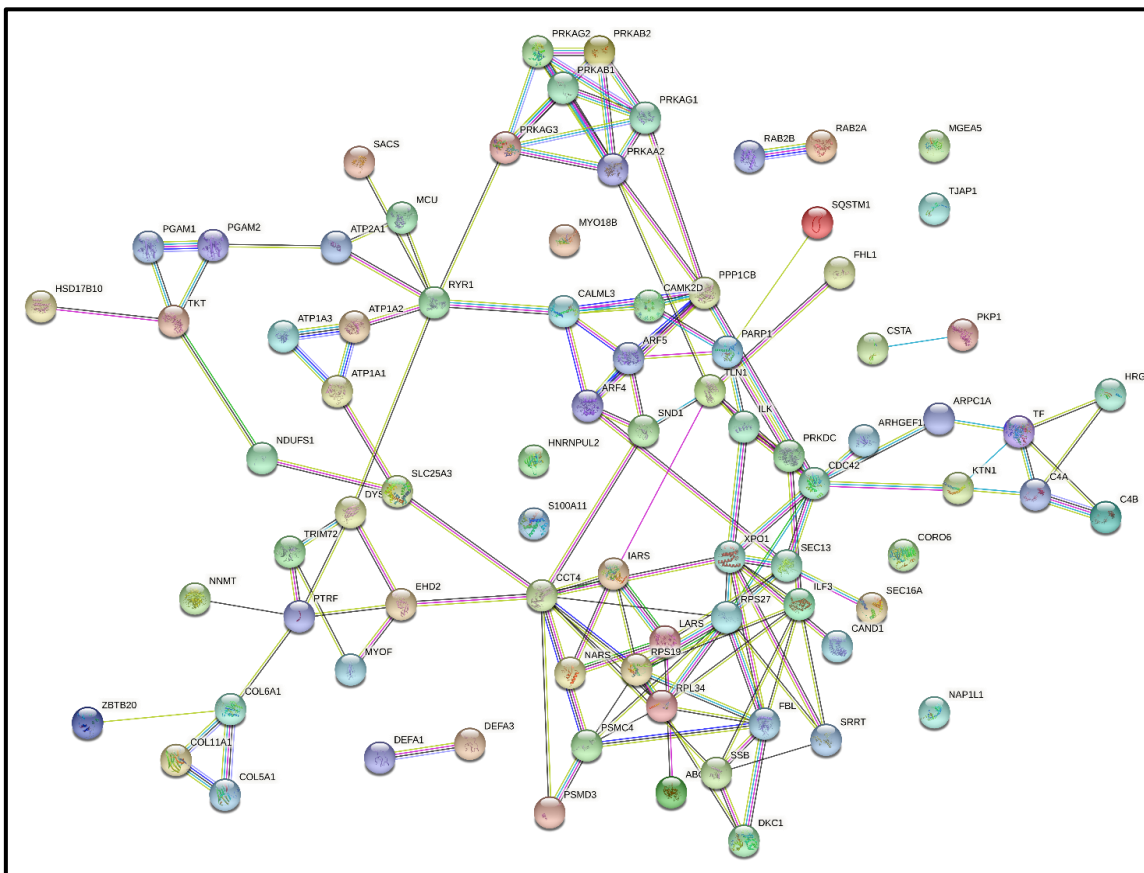 PRKAG2
PRKAB2
PRKAB1
PRKAG1
PRKAG3
PRKAA2
RAB2B
RAB2A
MGEA5
SACS
TJAP1
MCU
SQSTM1
PGAM1
PGAM2
ATP2A1
MYO18B
FHL1
HSD17B10
TKT
RYR1
CALML3
CAMK2D
PPP1CB
ATP1A3
ATP1A2
CSTA
PKP1
ARF5
PARP1
ATP1A1
ARF4
TLN1
HRG
SND1
ILK
ARHGEF1
ARPC1A
TF
NDUFS1
HNRNPUL2
PRKDC
SLC25A3
CDC42
KTN1
C4A
C4B
DYS
S100A11
TRIM72
XPO1
SEC13
CORO6
NNMT
PTRF
EHD2
CCT4
IARS
RPS27
ILF3
SEC16A
MYOF
NARS
LARS
RPS19
CAND1
ZBTB20
COL6A1
RPL34
FBL
NAP1L1
COL11A1
DEFA1
DEFA3
PSMC4
SRRT
COL5A1
SSB
PSMD3
DKC1